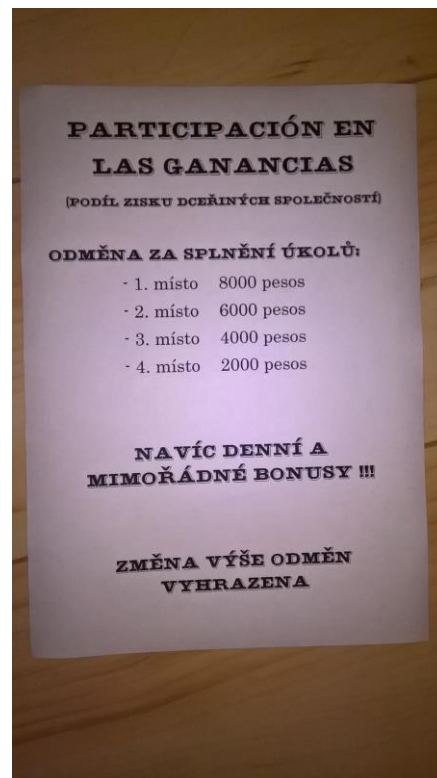 PARTICIPACIÓN EN
LAS GANANCIAS
(PODÍL ZISKU DCEŘINÝCH SPOLEČNOSTÍ)
ODMĚNA ZA SPLNĚNÍ ÚKOLŮ:
- 1. místo 8000 pesos
- 2. místo 6000 pesos
- 3. místo 4000 pesos
- 4. místo 2000 pesos
NAVÍC DENNÍ A
MIMOŘÁDNÉ BONUSY !!!
ZMĚNA VÝŠE ODMĚN
VYHRAZENA